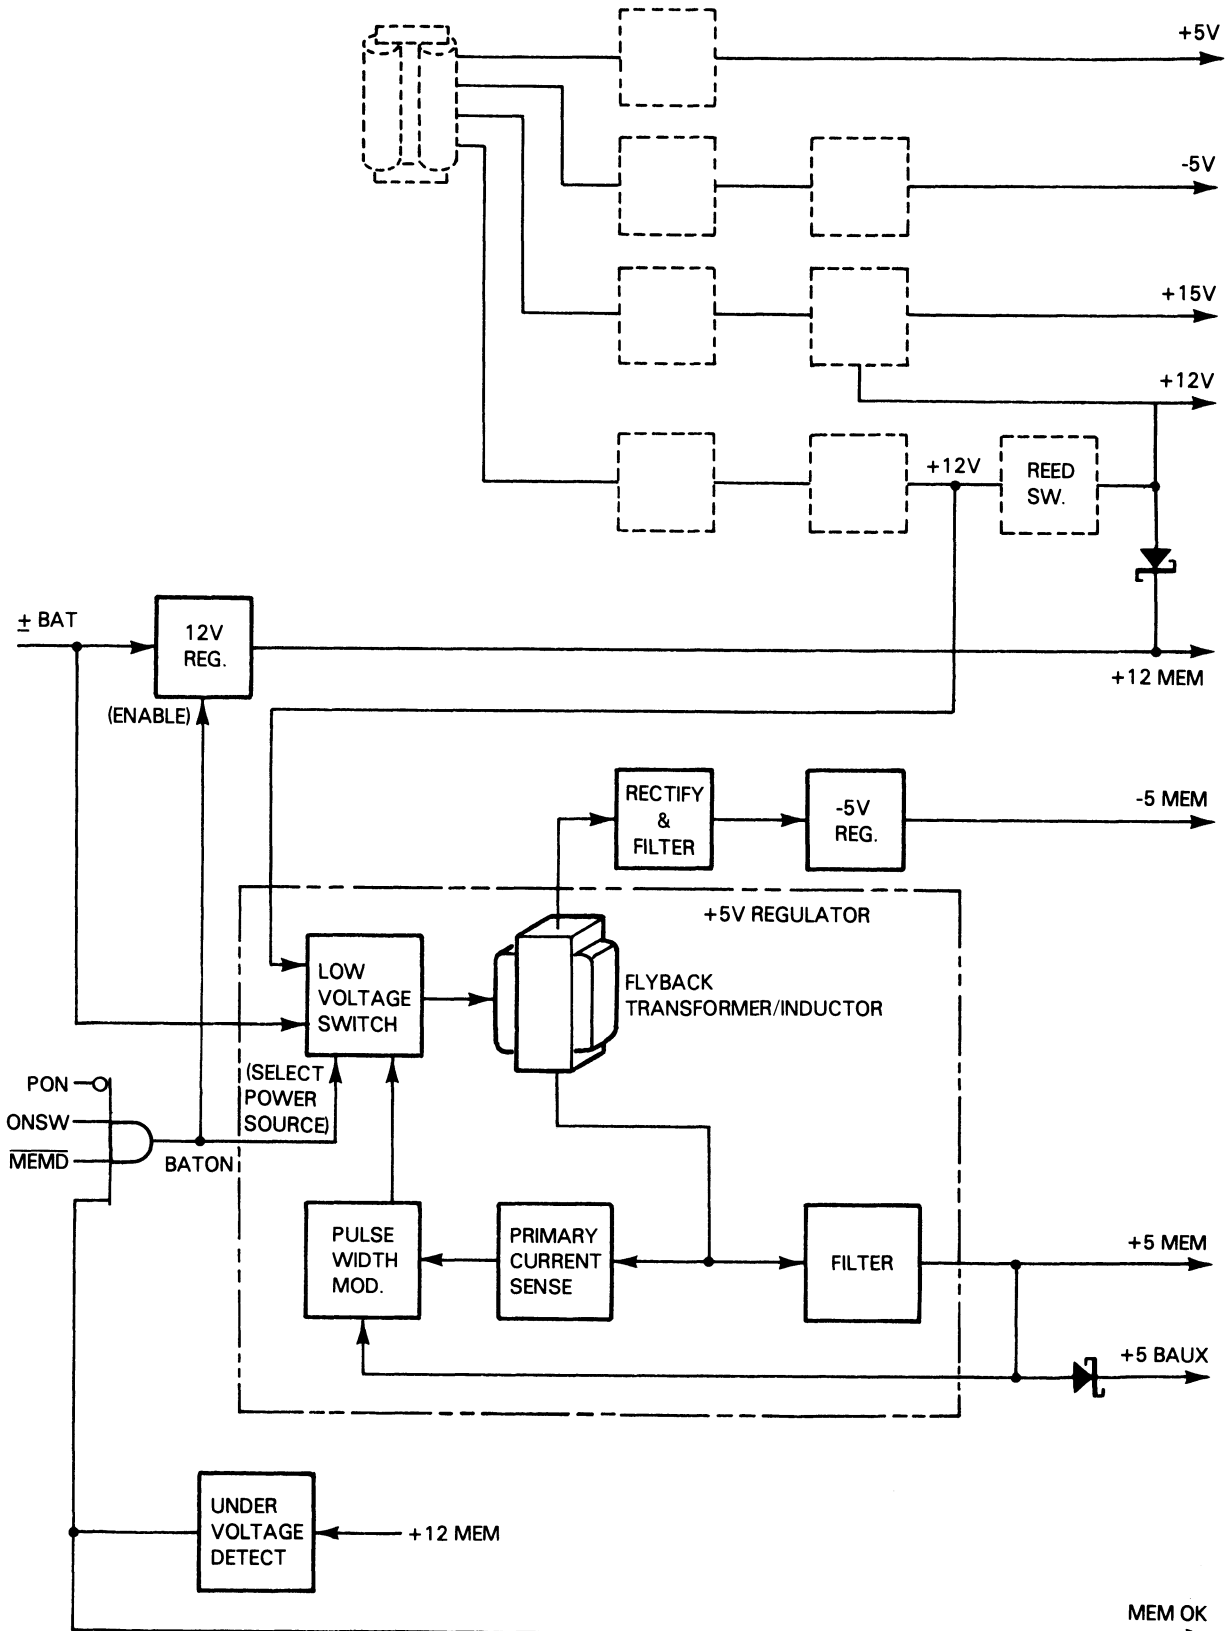 +5V
-5V
+15V
+12V
+12V
REED
SW.
± BAT
12V
REG.
+12 MEM
(ENABLE)
RECTIFY
&
FILTER
-5V
REG.
-5 MEM
+5V REGULATOR
LOW
VOLTAGE
SWITCH
FLYBACK
TRANSFORMER/INDUCTOR
(SELECT
POWER
SOURCE)
PON
ONSW
M̅E̅M̅D̅
BATON
PULSE
WIDTH
MOD.
PRIMARY
CURRENT
SENSE
FILTER
+5 MEM
+5 BAUX
UNDER
VOLTAGE
DETECT
+12 MEM
MEM OK